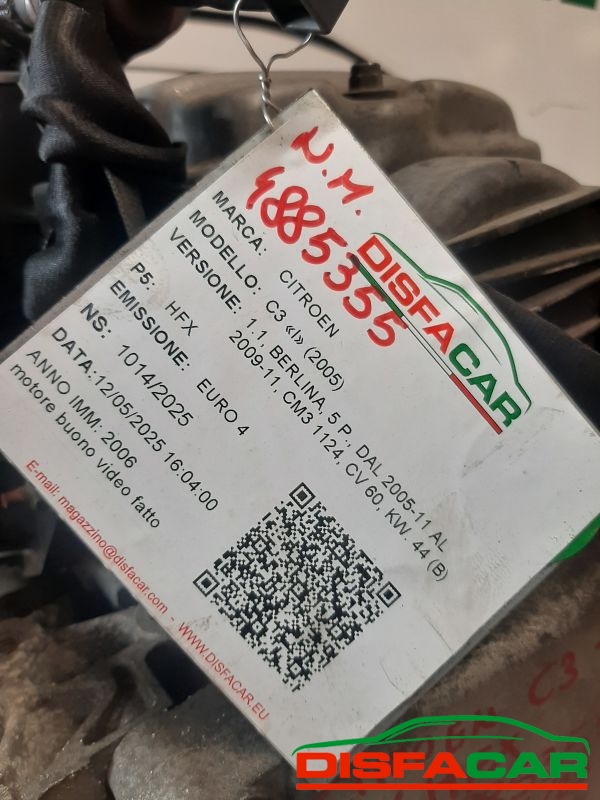 N.M.
4885355
DISFACAR
MARCA: CITROEN
MODELLO: C3 «I» (2005)
VERSIONE: 1.1, BERLINA, 5 P., DAL 2005-11 AL
2009-11, CM3 1124, CV 60, KW. 44 (B)
P5: HFX
EMISSIONE: EURO 4
NS: 1014/2025
DATA:12/05/2025 16:04:00
ANNO IMM: 2006
motore buono video fatto
E-mail: magazzino@disfacar.com - WWW.DISFACAR.EU
C3
DISFACAR